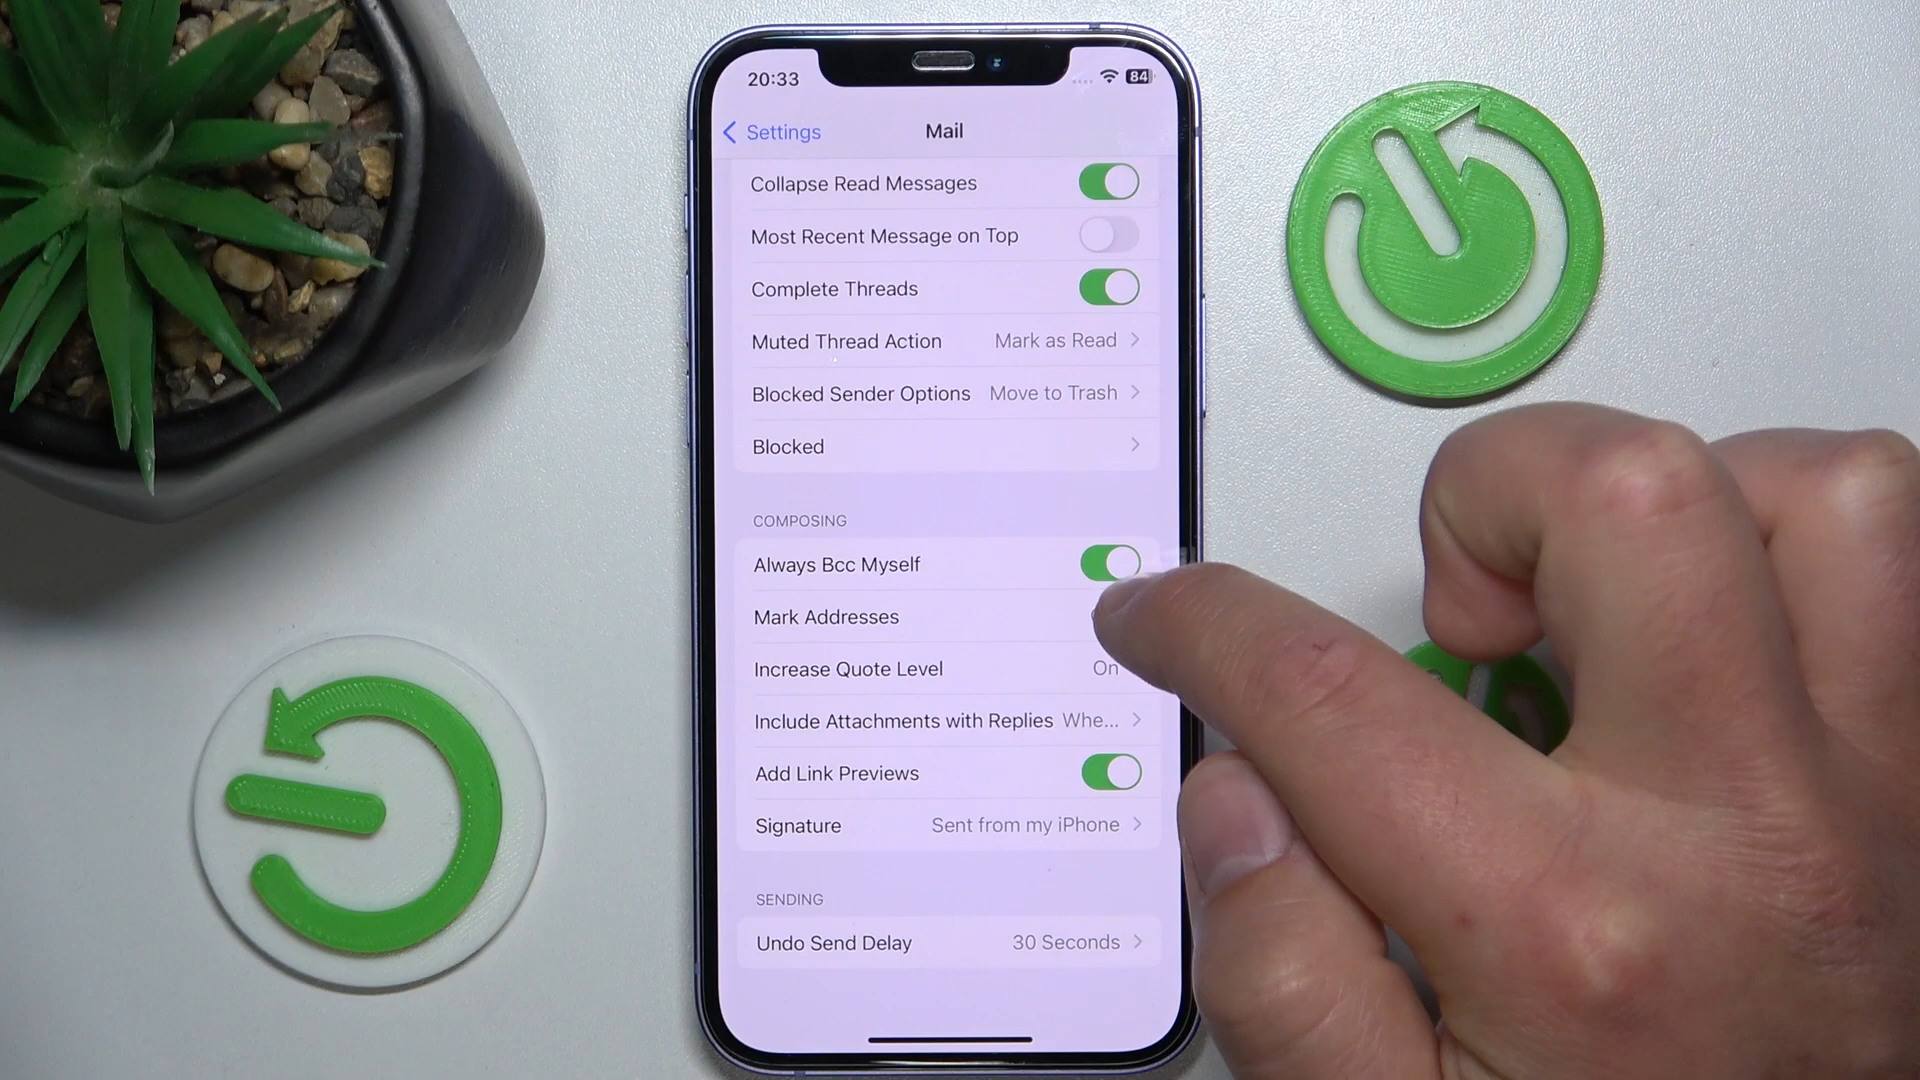 20:33
84
Settings
Mail
Collapse Read Messages
Most Recent Message on Top
Complete Threads
Muted Thread Action Mark as Read
Blocked Sender Options Move to Trash
Blocked
COMPOSING
Always Bcc Myself
Mark Addresses
Increase Quote Level On
Include Attachments with Replies Whe...
Add Link Previews
Signature Sent from my iPhone
SENDING
Undo Send Delay 30 Seconds